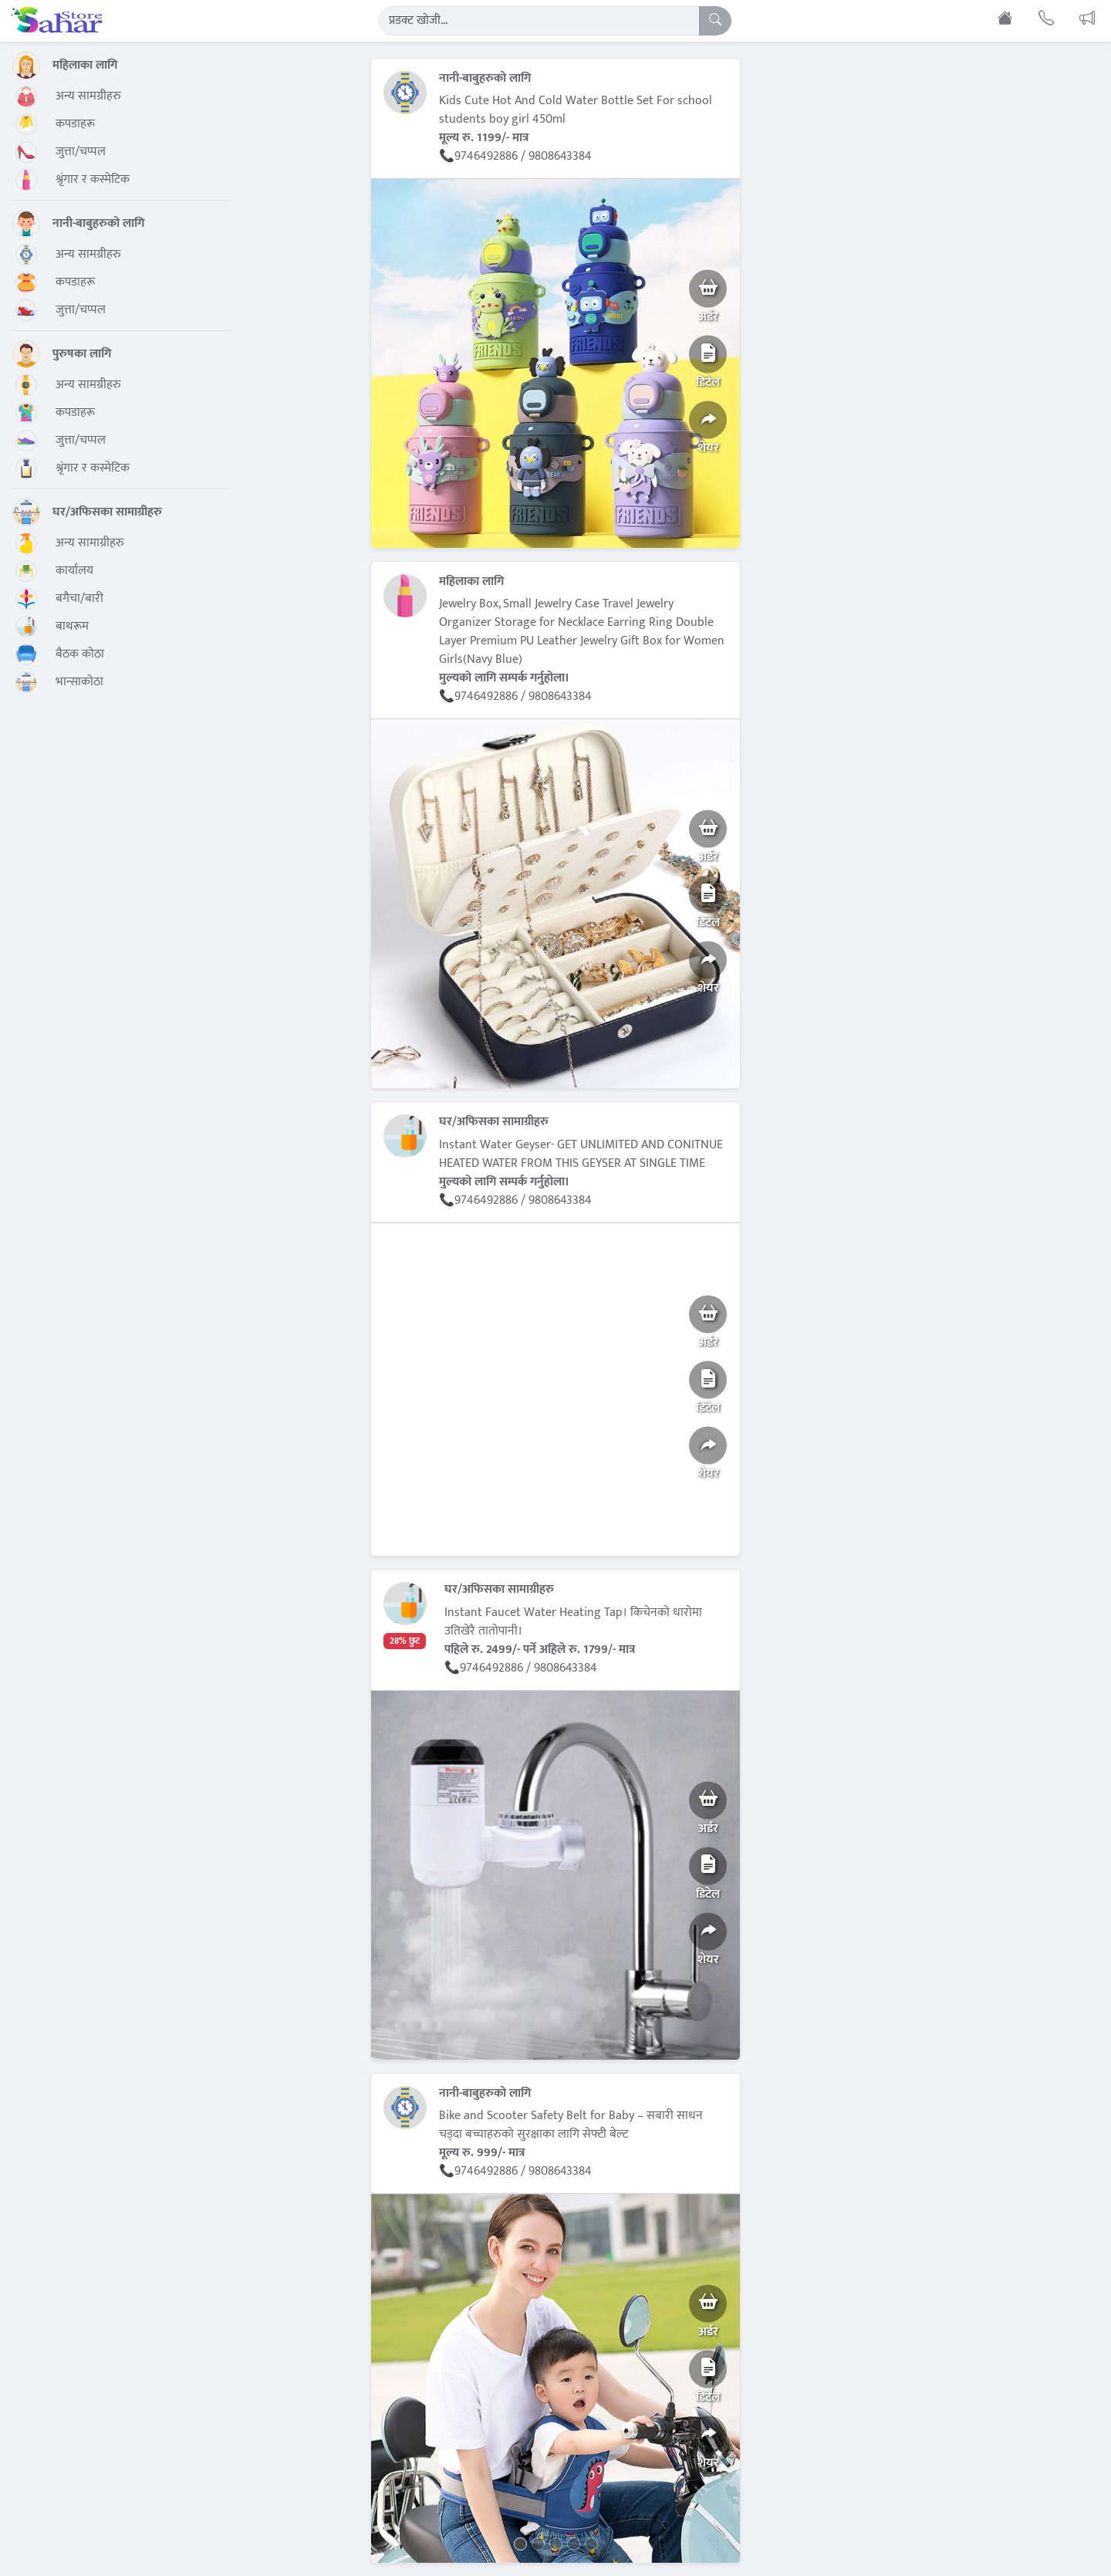 Sahar Store
प्रडक्ट खोजी...
महिलाका लागि
अन्य सामग्रीहरु
कपडाहरू
जुत्ता/चप्पल
श्रृंगार र कस्मेटिक
नानी-बाबुहरुको लागि
अन्य सामग्रीहरु
कपडाहरू
जुत्ता/चप्पल
पुरुषका लागि
अन्य सामग्रीहरु
कपडाहरू
जुत्ता/चप्पल
श्रृंगार र कस्मेटिक
घर/अफिसका सामाग्रीहरु
अन्य सामाग्रीहरु
कार्यालय
बगैचा/बारी
बाथरूम
बैठक कोठा
भान्साकोठा
नानी-बाबुहरुको लागि
Kids Cute Hot And Cold Water Bottle Set For school
students boy girl 450ml
मूल्य रु. 1199/- मात्र
9746492886 / 9808643384
अर्डर
डिटेल
शेयर
FRIENDS
FRIENDS
FRIENDS
FRIENDS
FRIENDS
महिलाका लागि
Jewelry Box, Small Jewelry Case Travel Jewelry
Organizer Storage for Necklace Earring Ring Double
Layer Premium PU Leather Jewelry Gift Box for Women
Girls(Navy Blue)
मुल्यको लागि सम्पर्क गर्नुहोला।
9746492886 / 9808643384
अर्डर
डिटेल
शेयर
घर/अफिसका सामाग्रीहरु
Instant Water Geyser- GET UNLIMITED AND CONITNUE
HEATED WATER FROM THIS GEYSER AT SINGLE TIME
मुल्यको लागि सम्पर्क गर्नुहोला।
9746492886 / 9808643384
अर्डर
डिटेल
शेयर
घर/अफिसका सामाग्रीहरु
28% छुट
Instant Faucet Water Heating Tap। किचेनको धारोमा
उतिखेरै तातोपानी।
पहिले रु. 2499/- पर्ने अहिले रु. 1799/- मात्र
9746492886 / 9808643384
Warnings
अर्डर
डिटेल
शेयर
नानी-बाबुहरुको लागि
Bike and Scooter Safety Belt for Baby – सबारी साधन
चड्दा बच्चाहरुको सुरक्षाका लागि सेफ्टी बेल्ट
मूल्य रु. 999/- मात्र
9746492886 / 9808643384
अर्डर
डिटेल
शेयर